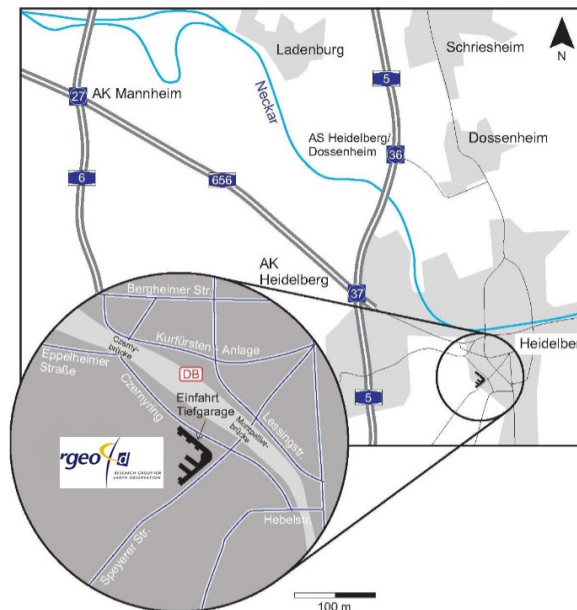 Ladenburg
Schriesheim
N
5
27
AK Mannheim
Neckar
AS Heidelberg/
Dossenheim
36
Dossenheim
6
656
AK
Heidelberg
37
Bergheimer Str.
Kurfürsten
Anlage
Czerny-
brücke
Eppelheimer
Straße
DB
Heidelber
Czernyring
Einfahrt
Tiefgarage
Montpellier-
brücke
Lessingstr.
5
rgeo
d
RESEARCH GROUP FOR
EARTH OBSERVATION
Hebelstr.
Speyerer Str.
100 m